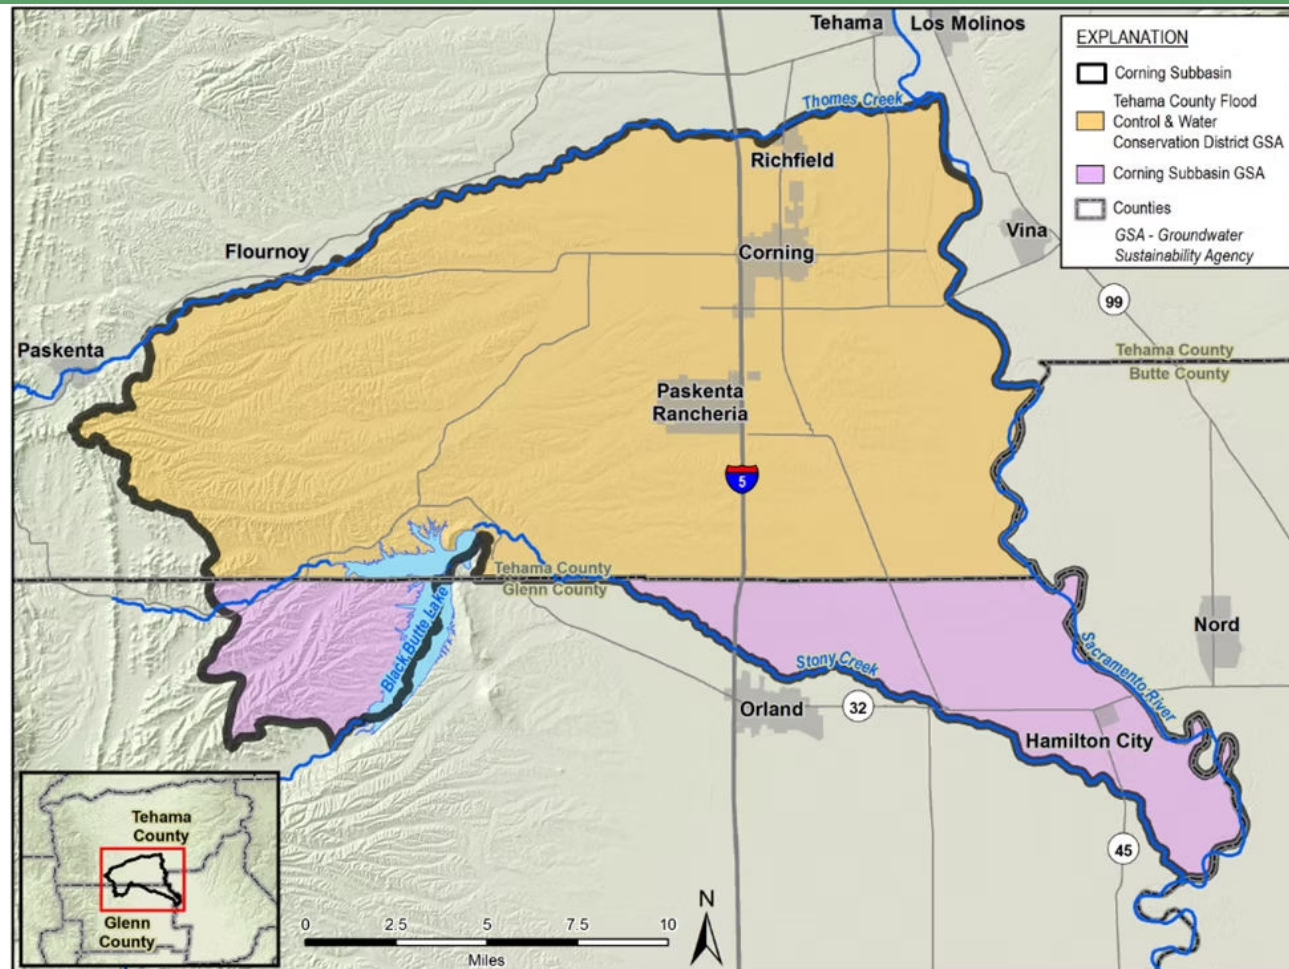 Tehama
Los Molinos
EXPLANATION
Corning Subbasin
Tehama County Flood
Control & Water
Conservation District GSA
Corning Subbasin GSA
Counties
GSA - Groundwater
Sustainability Agency
Thomes Creek
Richfield
Vina
Flournoy
Corning
99
Paskenta
Tehama County
Butte County
Paskenta
Rancheria
5
Tehama County
Glenn County
Black Butte Lake
Nord
Sacramento River
Stony Creek
Orland
32
Hamilton City
45
Tehama
County
Glenn
County
0 2.5 5 7.5 10
Miles
N